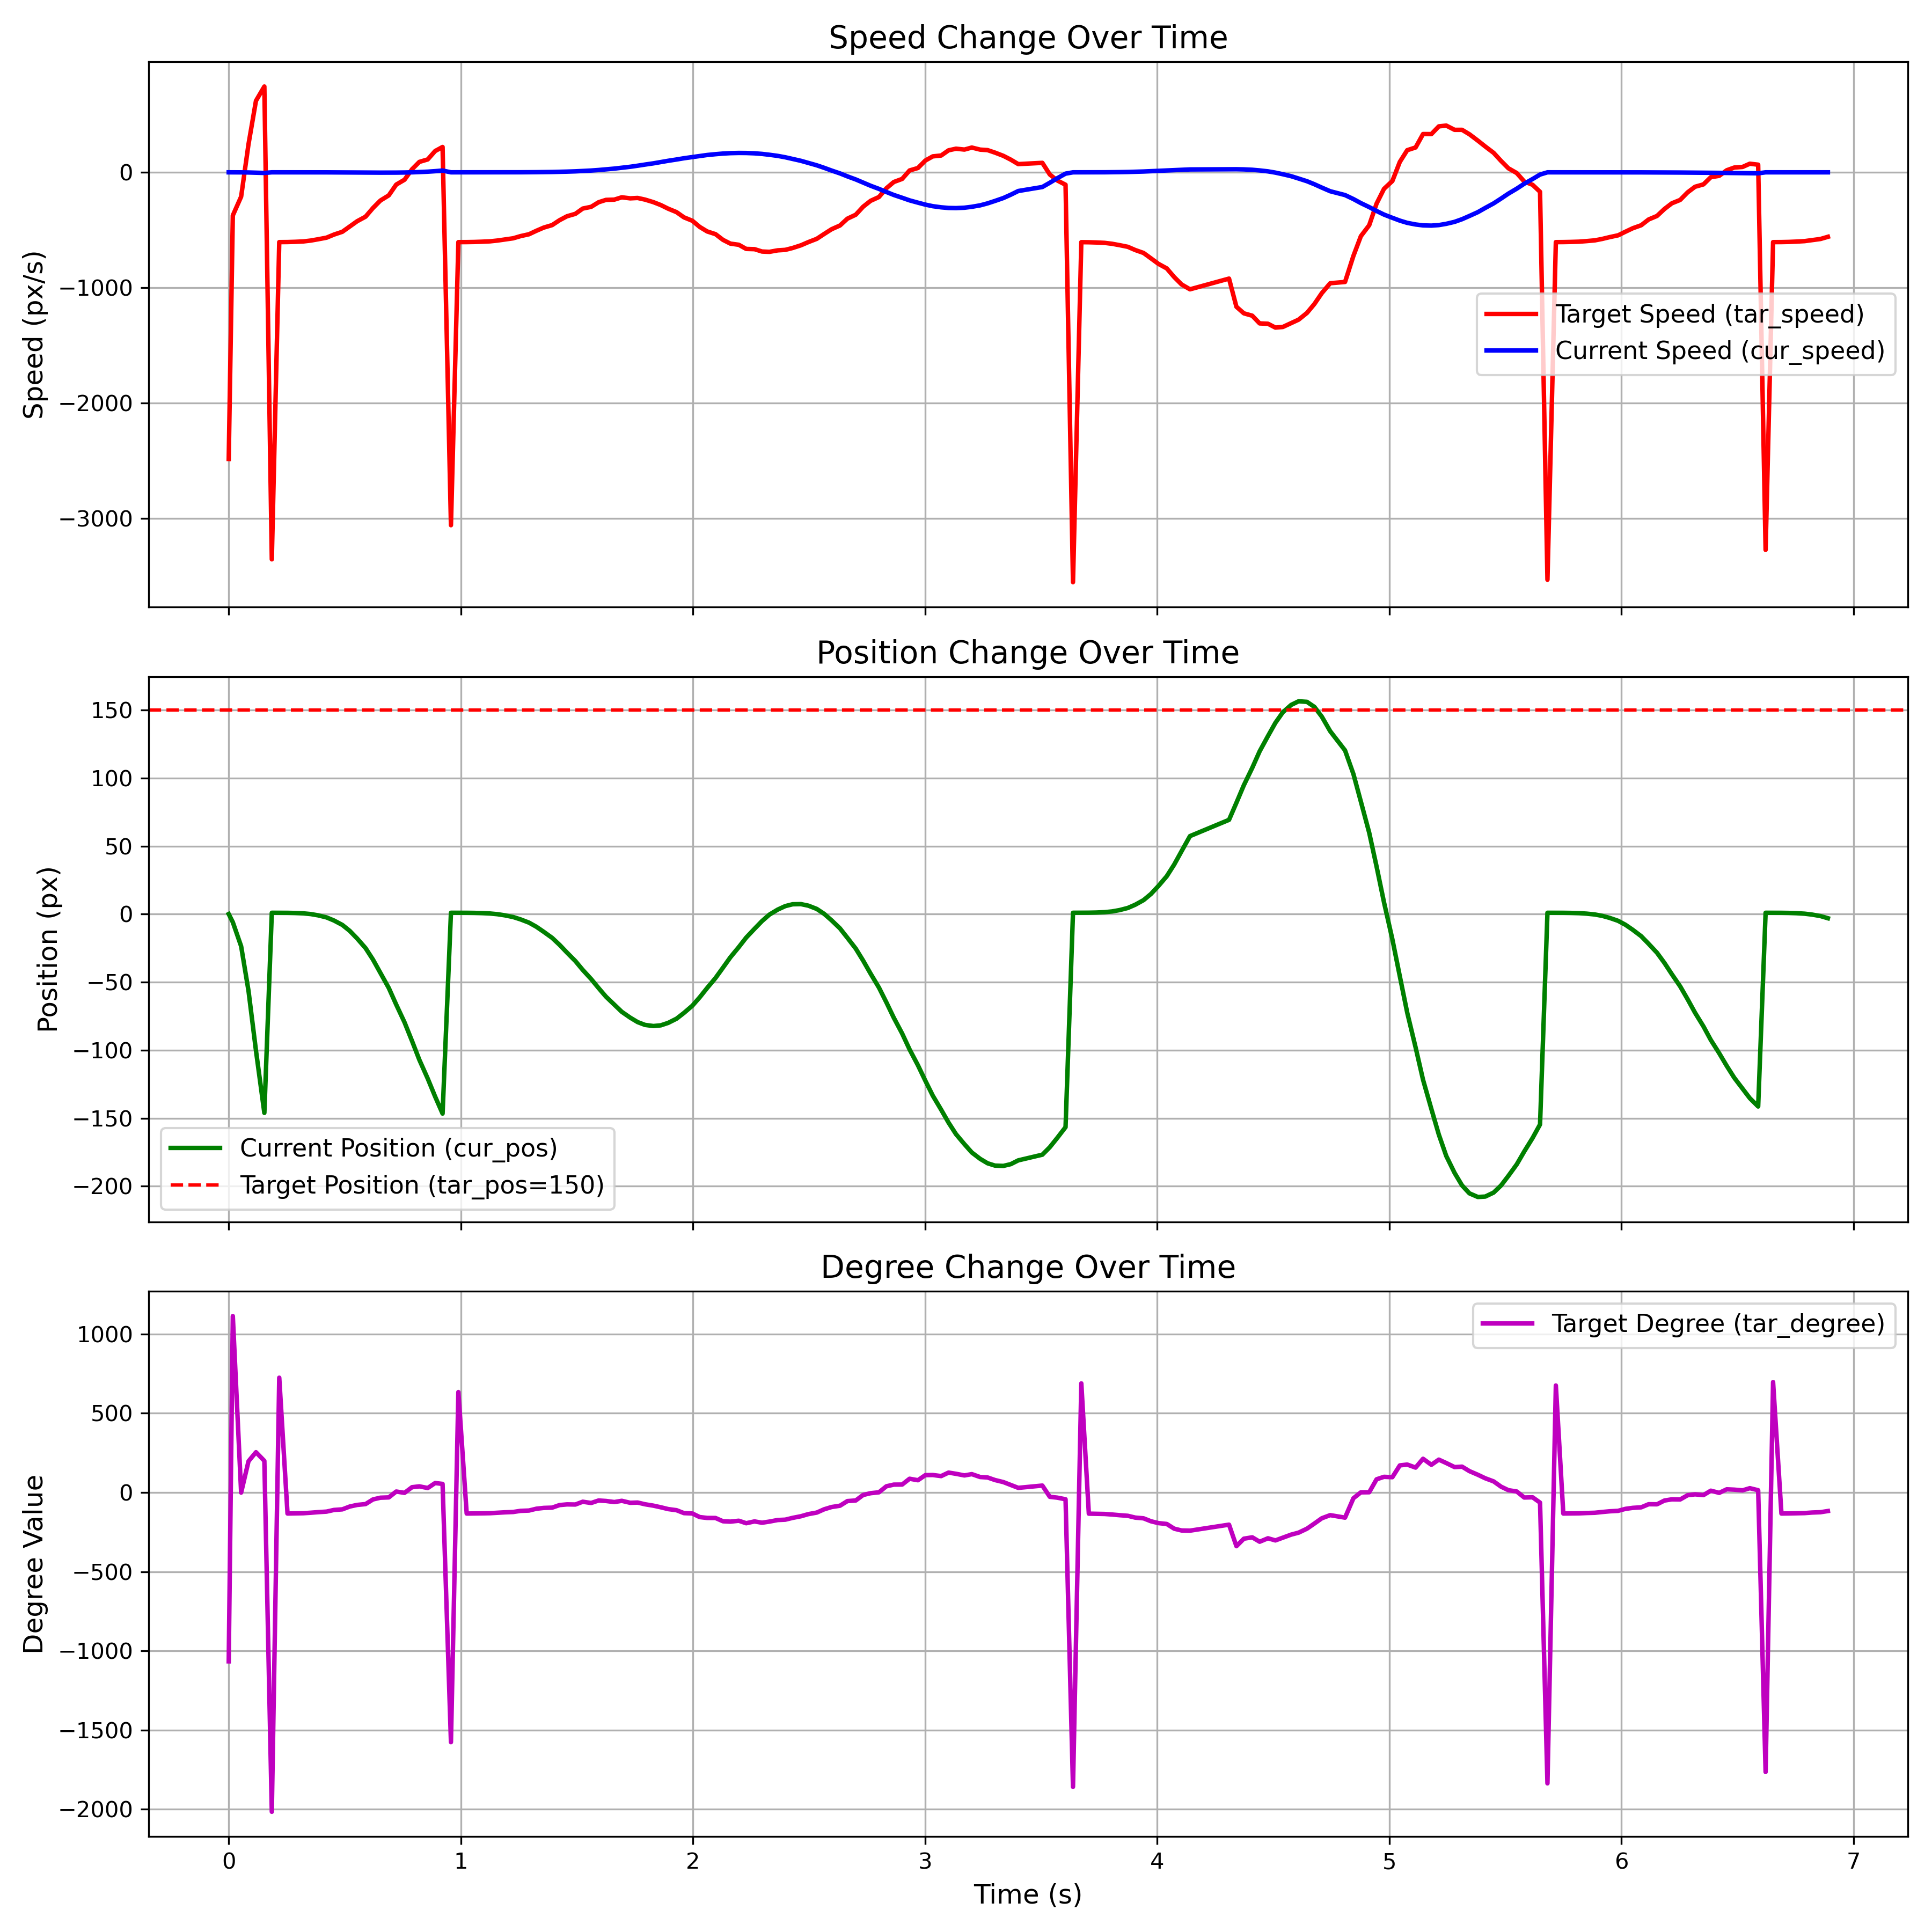 Speed Change Over Time
0
−1000
−2000
−3000
Speed (px/s)
Target Speed (tar_speed)
Current Speed (cur_speed)
Position Change Over Time
150
100
50
0
−50
−100
−150
−200
Position (px)
Current Position (cur_pos)
Target Position (tar_pos=150)
Degree Change Over Time
1000
500
0
−500
−1000
−1500
−2000
Degree Value
Target Degree (tar_degree)
0 1 2 3 4 5 6 7
Time (s)